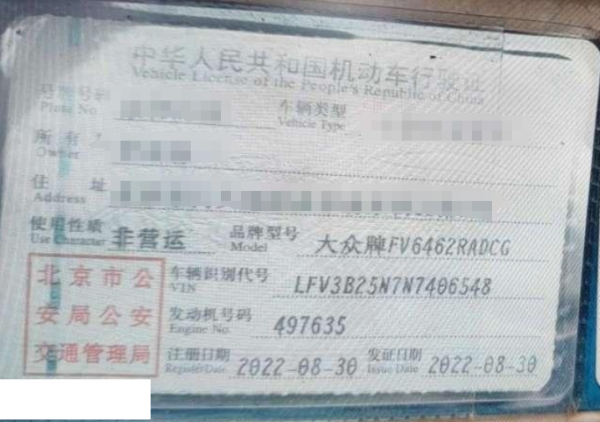 中华人民共和国机动车行驶证
Vehicle License of the People's Republic of China
号牌号码 车辆类型
Plate No. Vehicle Type
所有人
Owner
住址
Address
使用性质 非营运 品牌型号 大众牌FV6462RADCG
Use Character Model
北京市公
安局公安
交通管理局
车辆识别代号 LFV3B25N7N7406548
VIN
发动机号码 497635
Engine No.
注册日期 2022-08-30 发证日期 2022-08-30
Register Date Issue Date